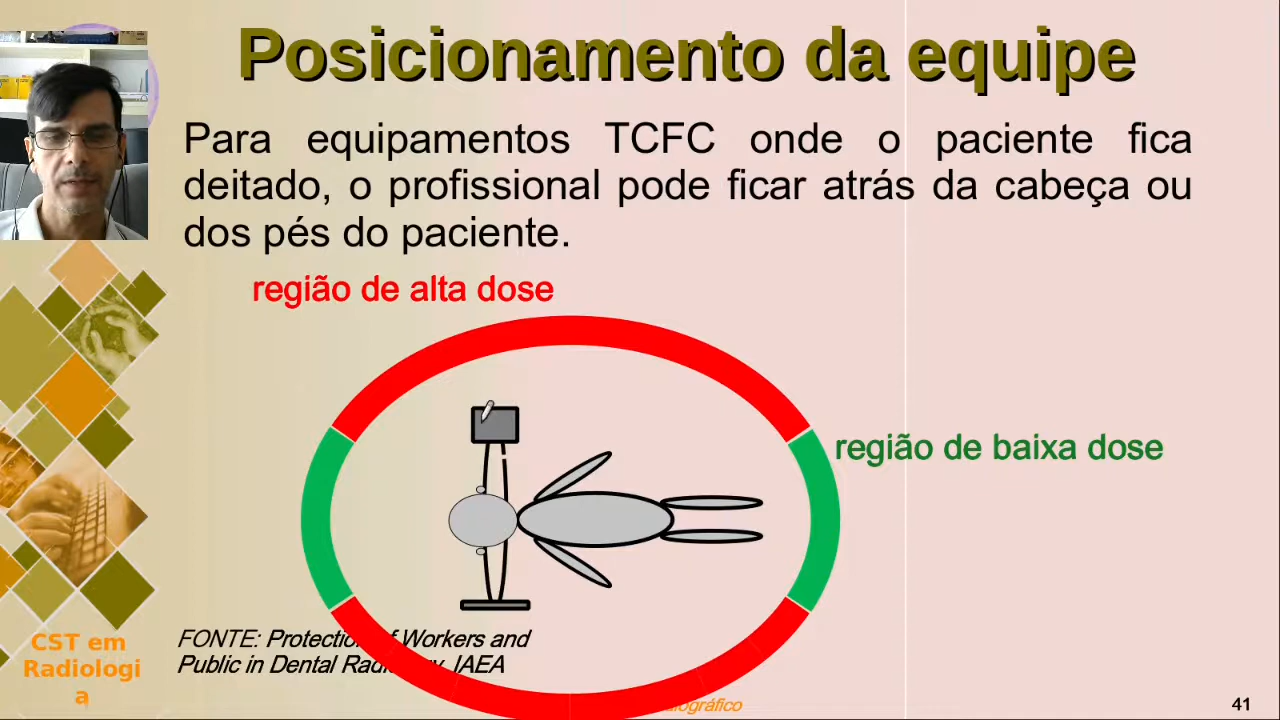 Posicionamento da equipe
Para equipamentos TCFC onde o paciente fica
deitado, o profissional pode ficar atrás da cabeça ou
dos pés do paciente.
região de alta dose
região de baixa dose
FONTE: Protection of Workers and
Public in Dental Radiology, IAEA
CST em
Radiologi
a
41